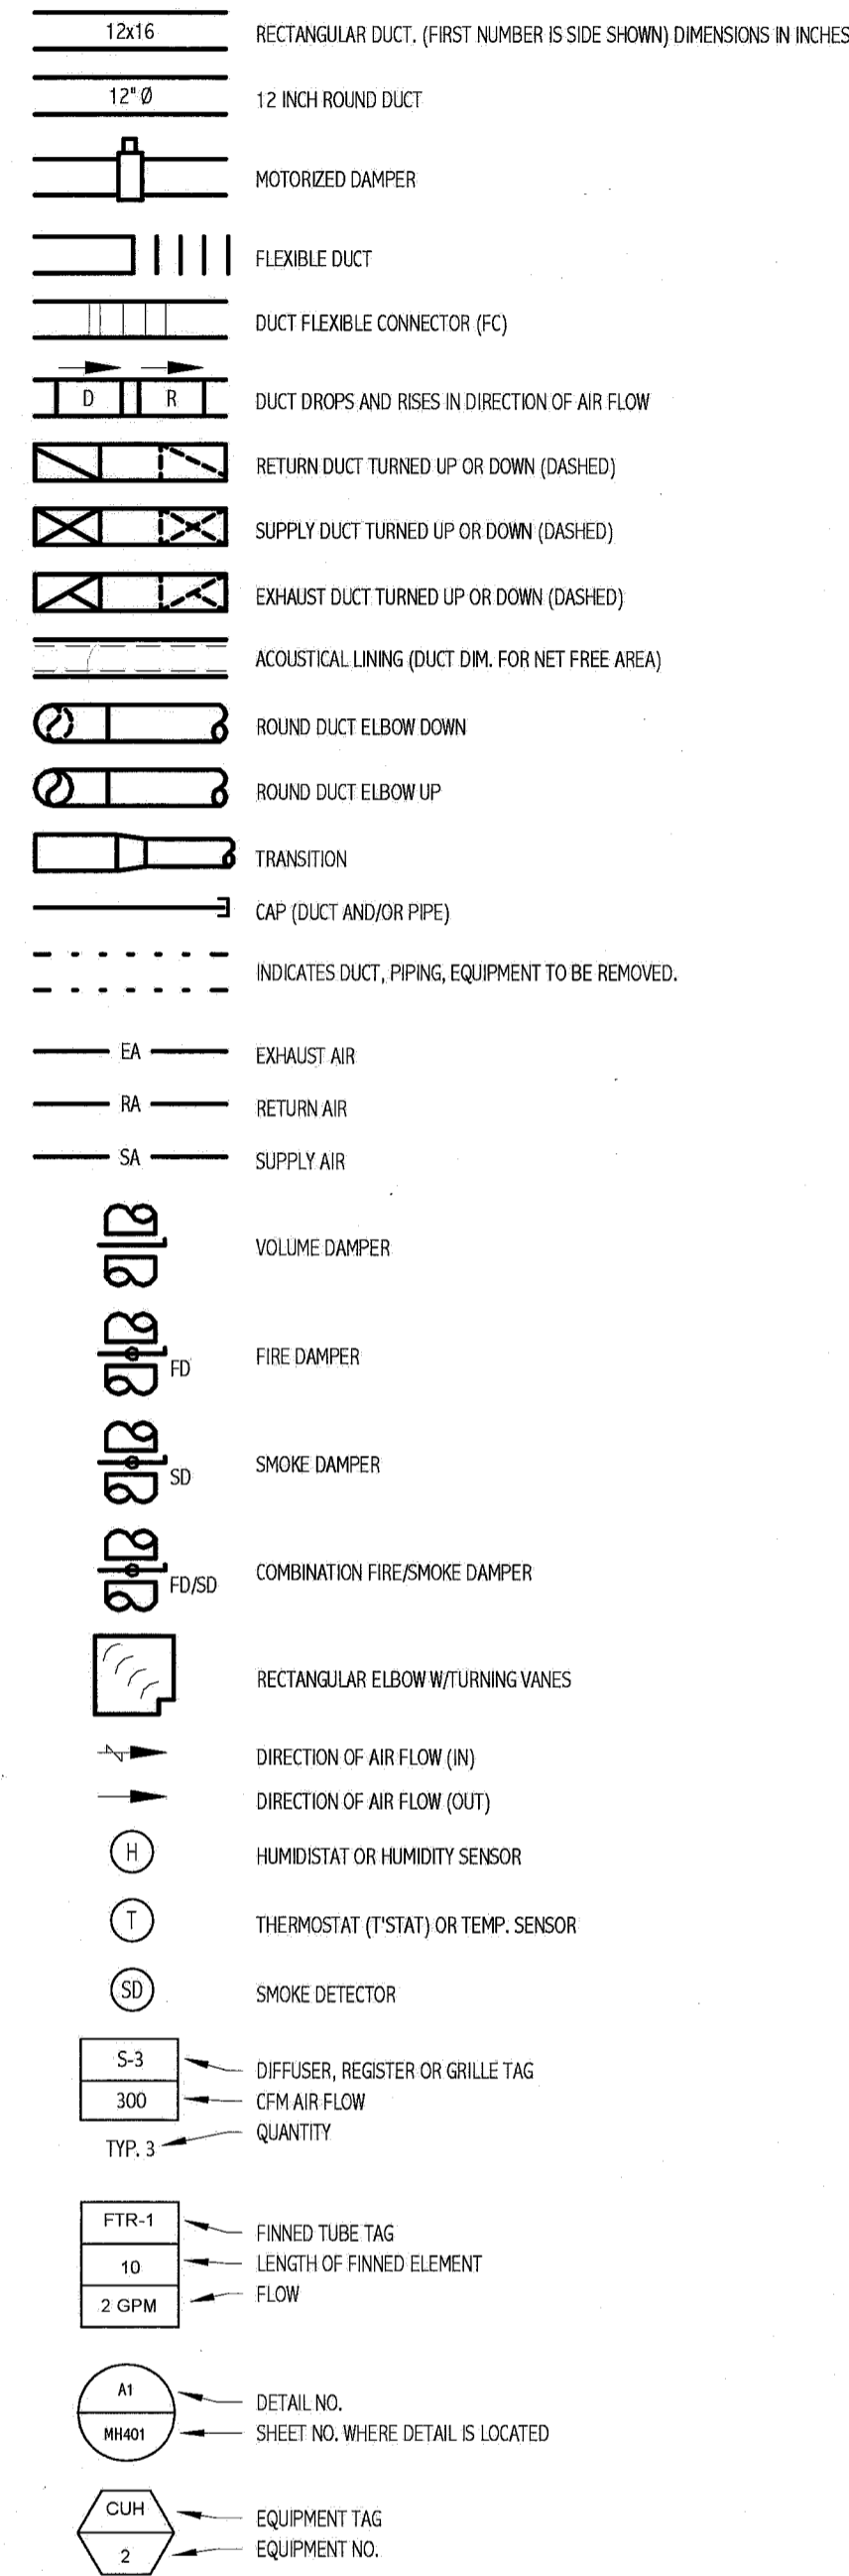 12x16 RECTANGULAR DUCT. (FIRST NUMBER IS SIDE SHOWN) DIMENSIONS IN INCHES
12"Ø 12 INCH ROUND DUCT
MOTORIZED DAMPER
FLEXIBLE DUCT
DUCT FLEXIBLE CONNECTOR (FC)
D R DUCT DROPS AND RISES IN DIRECTION OF AIR FLOW
RETURN DUCT TURNED UP OR DOWN (DASHED)
SUPPLY DUCT TURNED UP OR DOWN (DASHED)
EXHAUST DUCT TURNED UP OR DOWN (DASHED)
ACOUSTICAL LINING (DUCT DIM. FOR NET FREE AREA)
ROUND DUCT ELBOW DOWN
ROUND DUCT ELBOW UP
TRANSITION
CAP (DUCT AND/OR PIPE)
INDICATES DUCT, PIPING, EQUIPMENT TO BE REMOVED.
EA EXHAUST AIR
RA RETURN AIR
SA SUPPLY AIR
VOLUME DAMPER
FD FIRE DAMPER
SD SMOKE DAMPER
FD/SD COMBINATION FIRE/SMOKE DAMPER
RECTANGULAR ELBOW W/TURNING VANES
DIRECTION OF AIR FLOW (IN)
DIRECTION OF AIR FLOW (OUT)
H HUMIDISTAT OR HUMIDITY SENSOR
T THERMOSTAT (T'STAT) OR TEMP. SENSOR
SD SMOKE DETECTOR
S-3 DIFFUSER, REGISTER OR GRILLE TAG
300 CFM AIR FLOW
TYP. 3 QUANTITY
FTR-1 FINNED TUBE TAG
10 LENGTH OF FINNED ELEMENT
2 GPM FLOW
A1 DETAIL NO.
MH401 SHEET NO. WHERE DETAIL IS LOCATED
CUH EQUIPMENT TAG
2 EQUIPMENT NO.